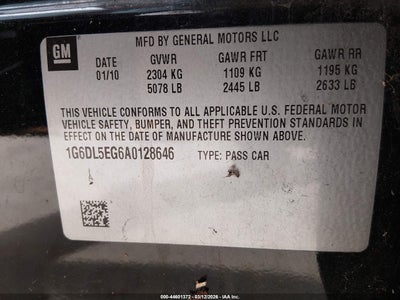 GM
MFD BY GENERAL MOTORS LLC
DATE GVWR GAWR FRT GAWR RR
01/10 2304 KG 1109 KG 1195 KG
5078 LB 2445 LB 2633 LB
THIS VEHICLE CONFORMS TO ALL APPLICABLE U.S. FEDERAL MOTOR
VEHICLE SAFETY, BUMPER, AND THEFT PREVENTION STANDARDS IN
EFFECT ON THE DATE OF MANUFACTURE SHOWN ABOVE.
1G6DL5EG6A0128646 TYPE: PASS CAR
000-44601372 - 03/12/2026 - IAAI.COM